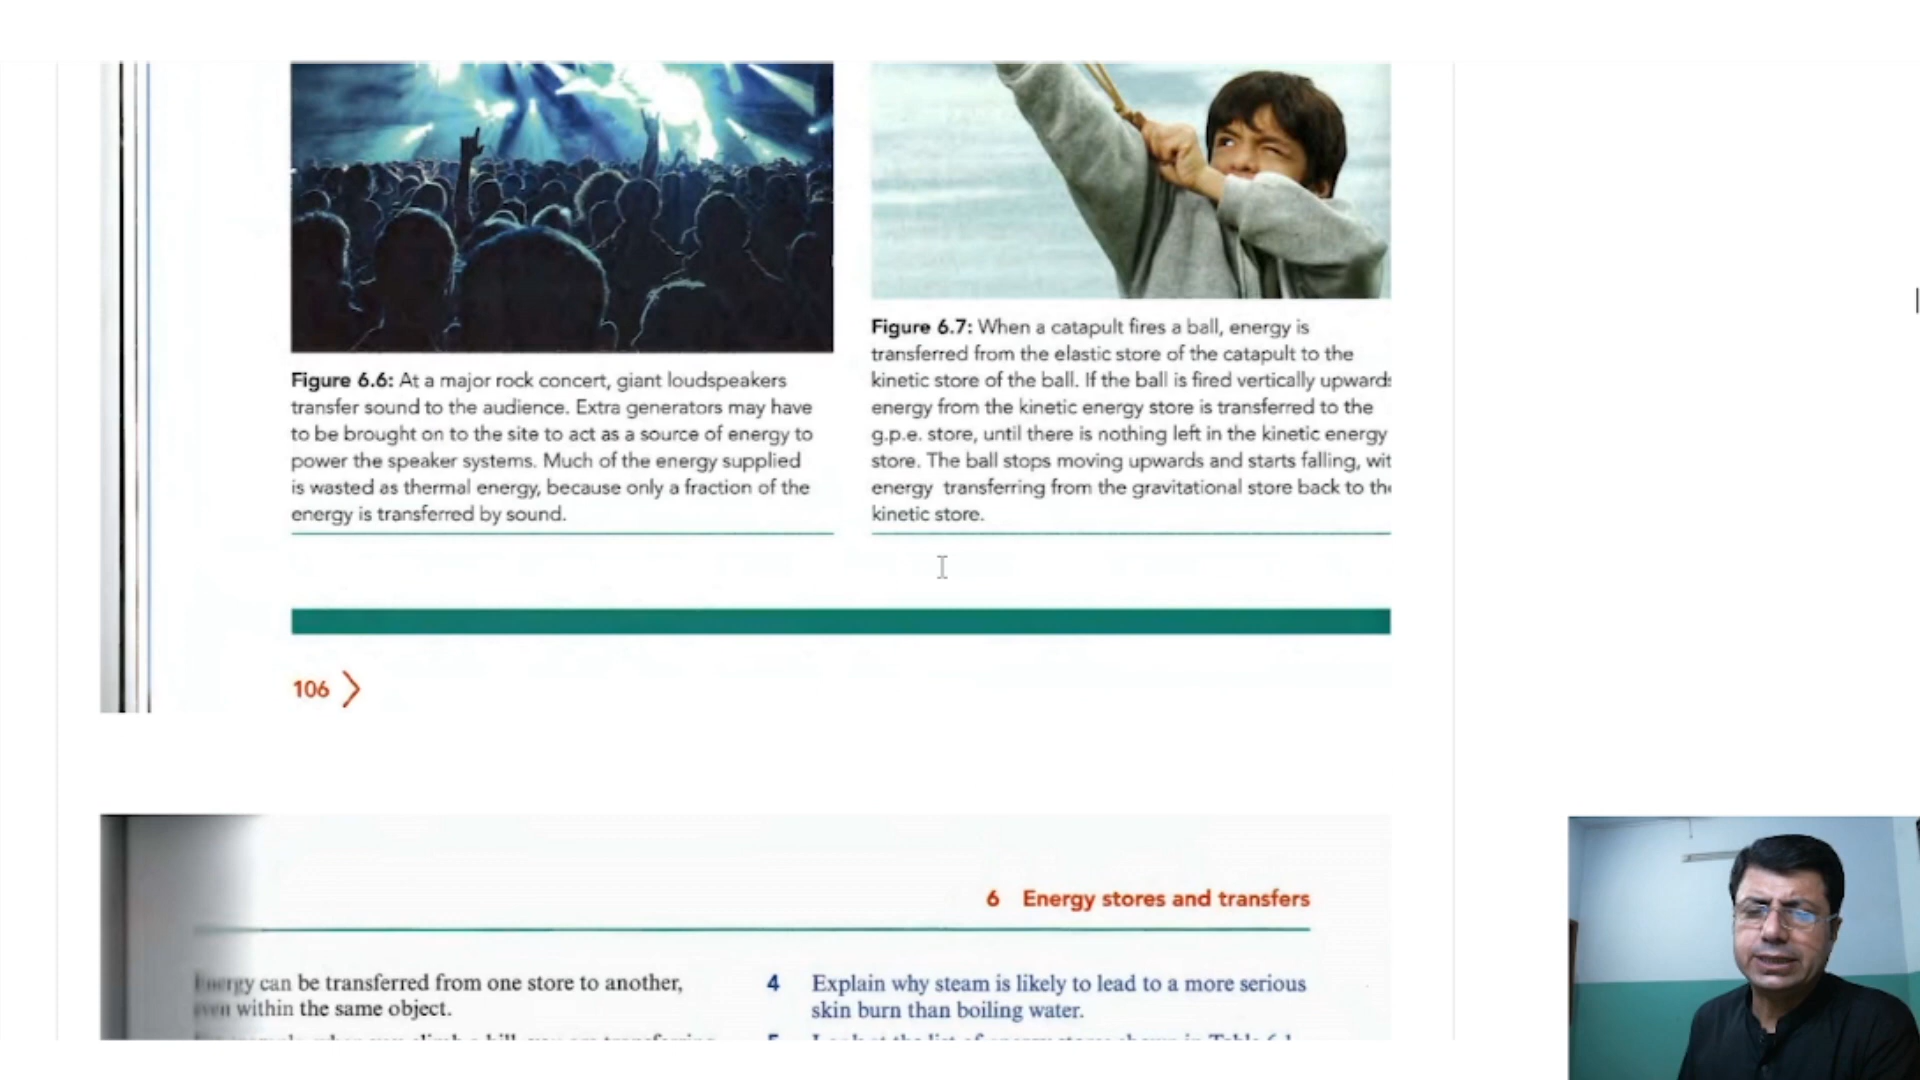 Figure 6.6: At a major rock concert, giant loudspeakers
transfer sound to the audience. Extra generators may have
to be brought on to the site to act as a source of energy to
power the speaker systems. Much of the energy supplied
is wasted as thermal energy, because only a fraction of the
energy is transferred by sound.
Figure 6.7: When a catapult fires a ball, energy is
transferred from the elastic store of the catapult to the
kinetic store of the ball. If the ball is fired vertically upwards
energy from the kinetic energy store is transferred to the
g.p.e. store, until there is nothing left in the kinetic energy
store. The ball stops moving upwards and starts falling, wit
energy transferring from the gravitational store back to the
kinetic store.
106
6 Energy stores and transfers
Energy can be transferred from one store to another,
even within the same object.
4 Explain why steam is likely to lead to a more serious
skin burn than boiling water.